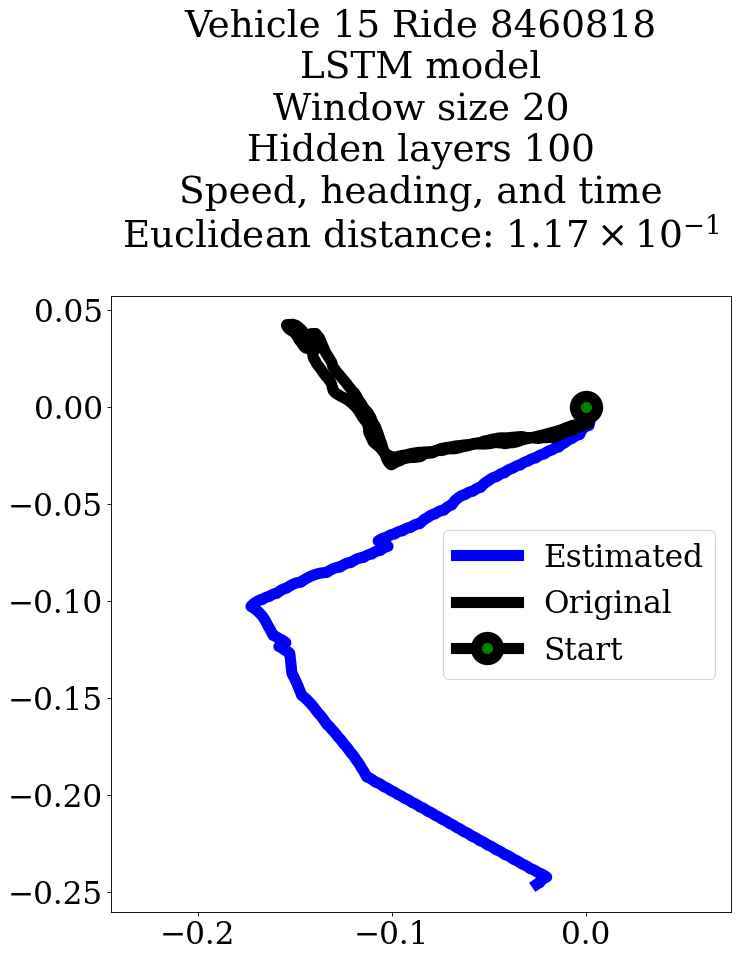 Vehicle 15 Ride 8460818
LSTM model
Window size 20
Hidden layers 100
Speed, heading, and time
Euclidean distance: 1.17 × 10⁻¹
0.05
0.00
−0.05
−0.10
−0.15
−0.20
−0.25
Estimated
Original
Start
−0.2
−0.1
0.0